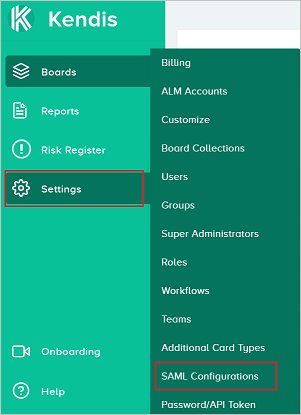 Kendis
Boards
Reports
Risk Register
Settings
Onboarding
Help
Billing
ALM Accounts
Customize
Board Collections
Users
Groups
Super Administrators
Roles
Workflows
Teams
Additional Card Types
SAML Configurations
Password/API Token